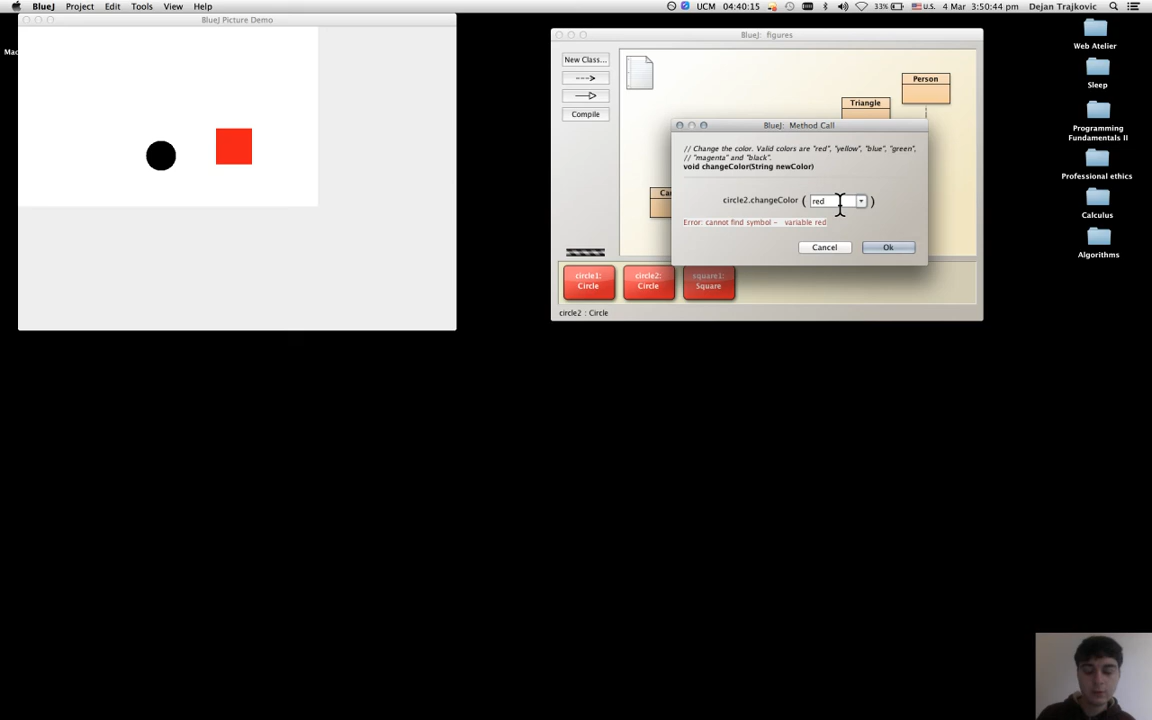 BlueJ Project Edit Tools View Help
UCM 04:40:15 33% U.S. 4 Mar 3:50:44 pm Dejan Trajkovic
BlueJ Picture Demo
BlueJ: figures
New Class...
Compile
Person
Triangle
BlueJ: Method Call
// Change the color. Valid colors are "red", "yellow", "blue", "green",
// "magenta" and "black".
void changeColor(String newColor)
circle2.changeColor ( red )
Error: cannot find symbol - variable red
Cancel Ok
circle1:
Circle
circle2:
Circle
square1:
Square
circle2 : Circle
Web Atelier
Sleep
Programming
Fundamentals II
Professional ethics
Calculus
Algorithms